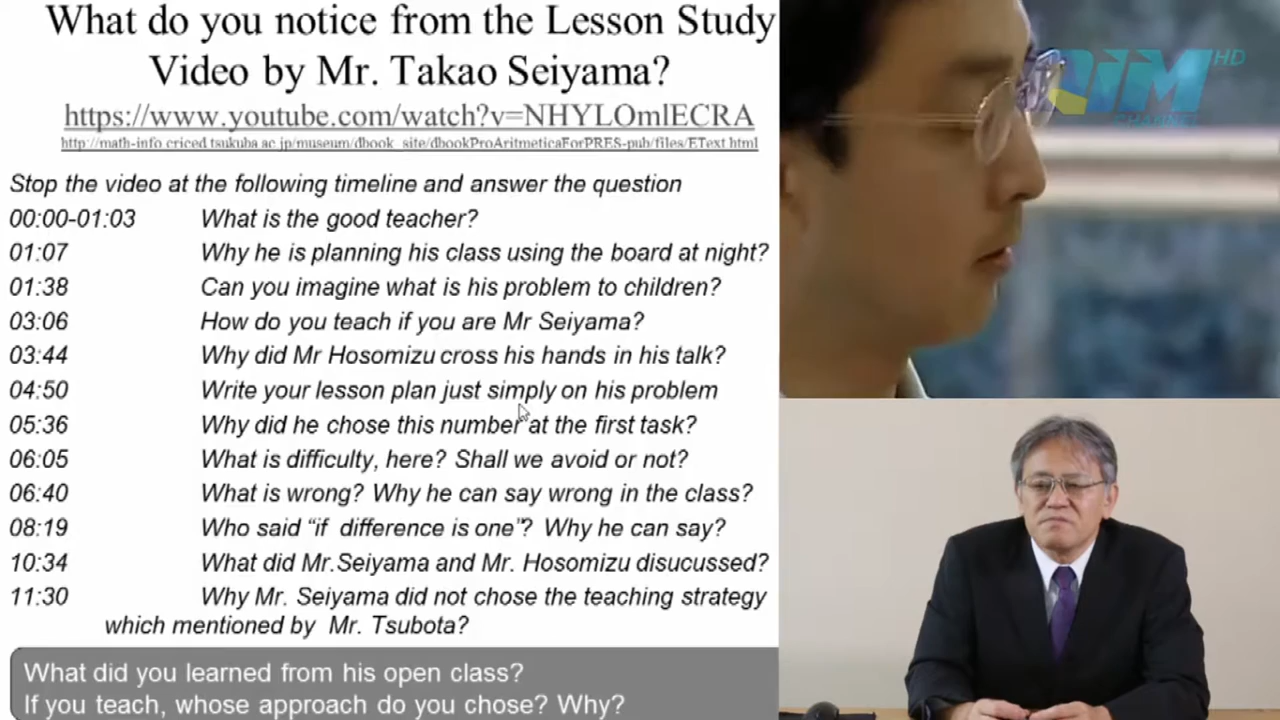 What do you notice from the Lesson Study
Video by Mr. Takao Seiyama?
https://www.youtube.com/watch?v=NHYLOmlECRA
http://math-info.criced.tsukuba.ac.jp/museum/dbook_site/dbookProAritmeticaForPRES-pub/files/EText.html
Stop the video at the following timeline and answer the question
00:00-01:03 What is the good teacher?
01:07 Why he is planning his class using the board at night?
01:38 Can you imagine what is his problem to children?
03:06 How do you teach if you are Mr Seiyama?
03:44 Why did Mr Hosomizu cross his hands in his talk?
04:50 Write your lesson plan just simply on his problem
05:36 Why did he chose this number at the first task?
06:05 What is difficulty, here? Shall we avoid or not?
06:40 What is wrong? Why he can say wrong in the class?
08:19 Who said “if difference is one”? Why he can say?
10:34 What did Mr.Seiyama and Mr. Hosomizu disucussed?
11:30 Why Mr. Seiyama did not chose the teaching strategy
which mentioned by Mr. Tsubota?
What did you learned from his open class?
If you teach, whose approach do you chose? Why?
HD
CHANNEL